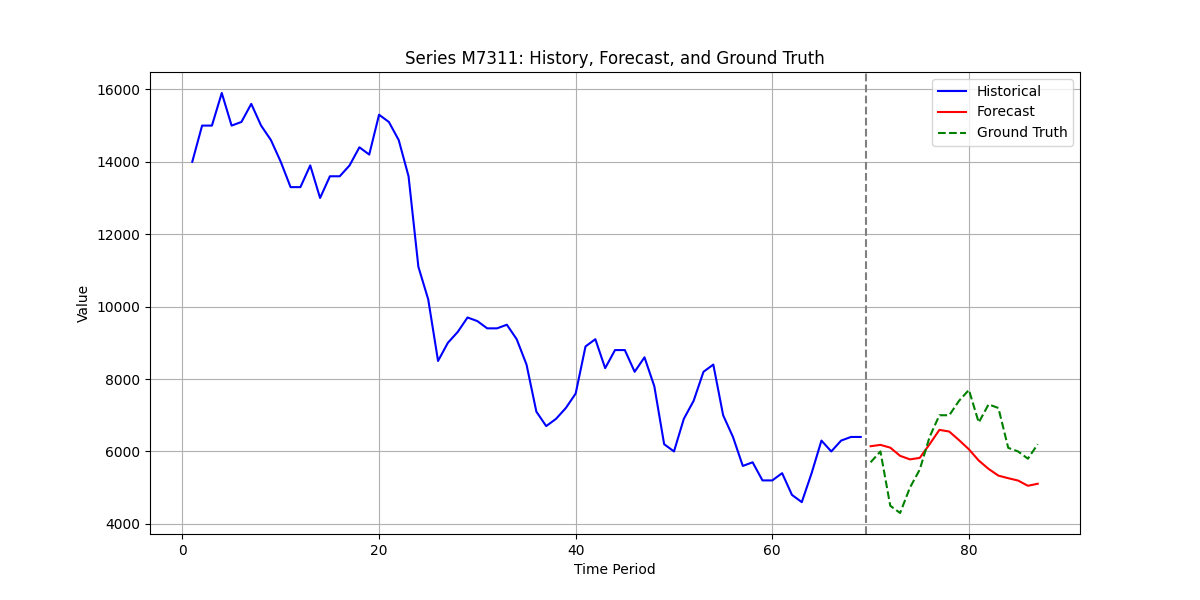 Series M7311: History, Forecast, and Ground Truth
Historical
Forecast
Ground Truth
Value
16000
14000
12000
10000
8000
6000
4000
0
20
40
60
80
Time Period